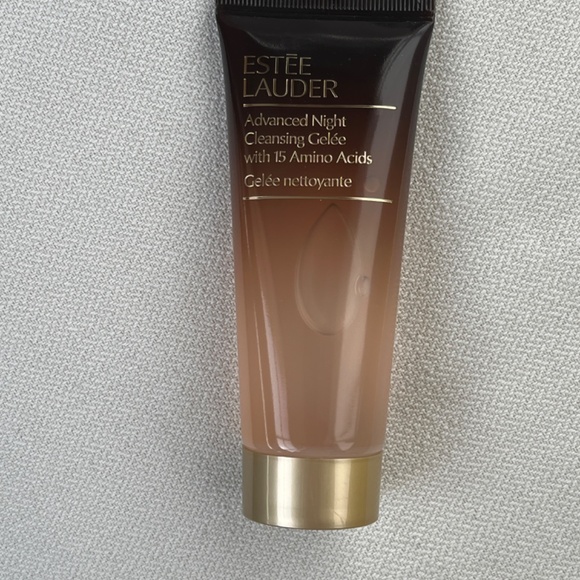 ESTĒE
LAUDER
Advanced Night
Cleansing Gelée
with 15 Amino Acids
Gelée nettoyante